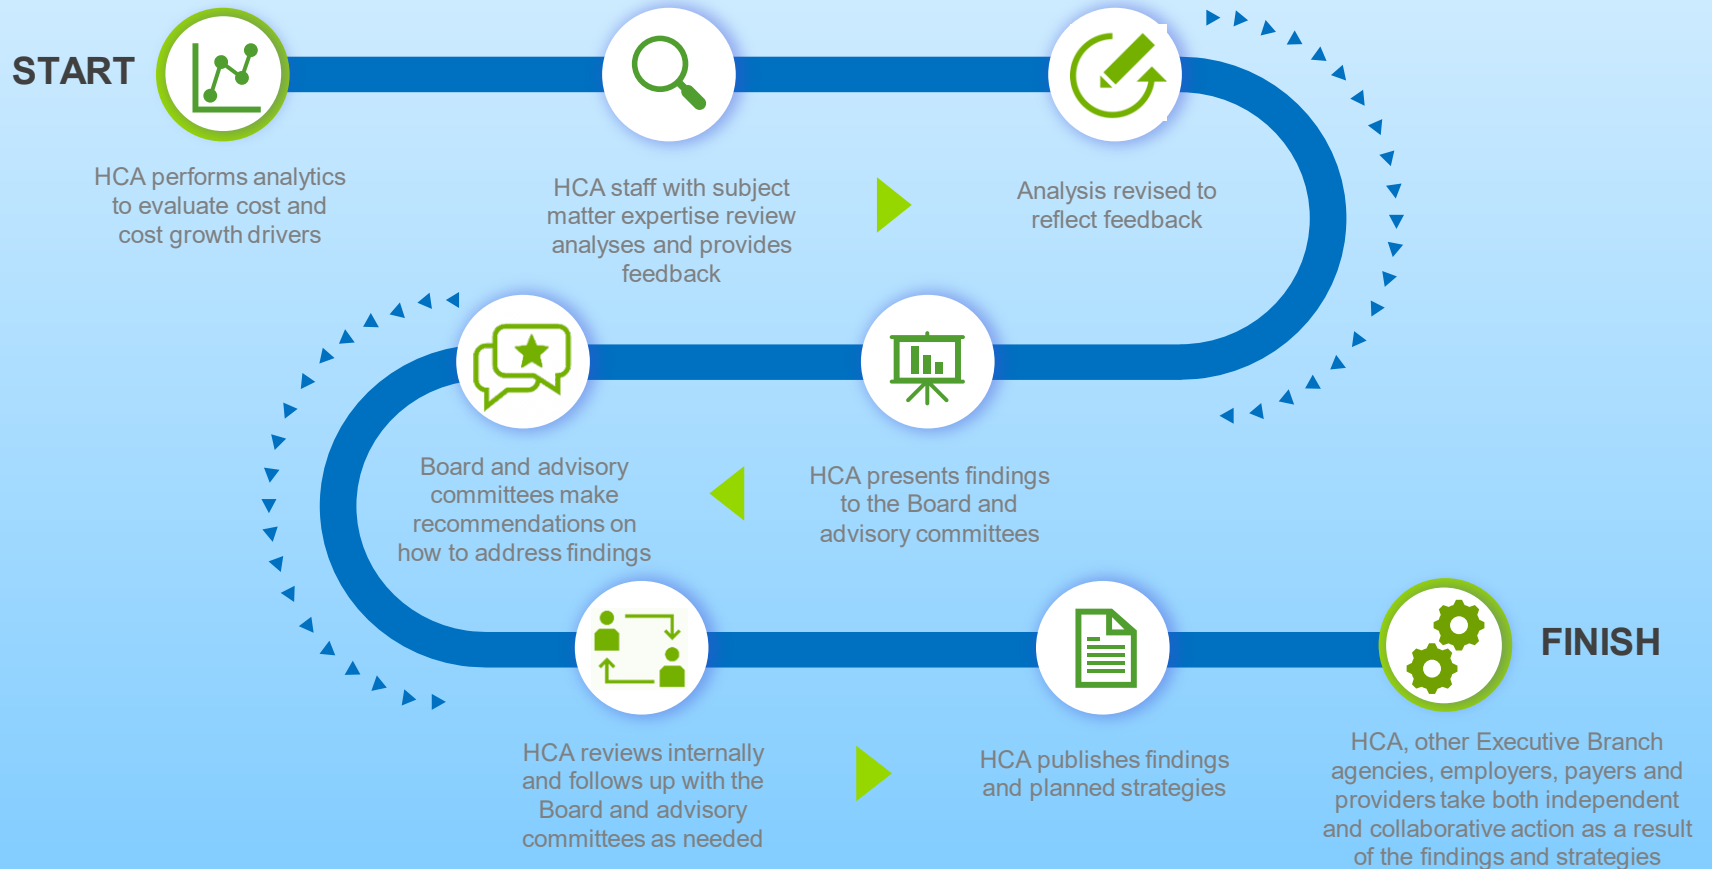 START
HCA performs analytics
to evaluate cost and
cost growth drivers
HCA staff with subject
matter expertise review
analyses and provides
feedback
Analysis revised to
reflect feedback
HCA presents findings
to the Board and
advisory committees
Board and advisory
committees make
recommendations on
how to address findings
HCA reviews internally
and follows up with the
Board and advisory
committees as needed
HCA publishes findings
and planned strategies
FINISH
HCA, other Executive Branch
agencies, employers, payers and
providers take both independent
and collaborative action as a result
of the findings and strategies